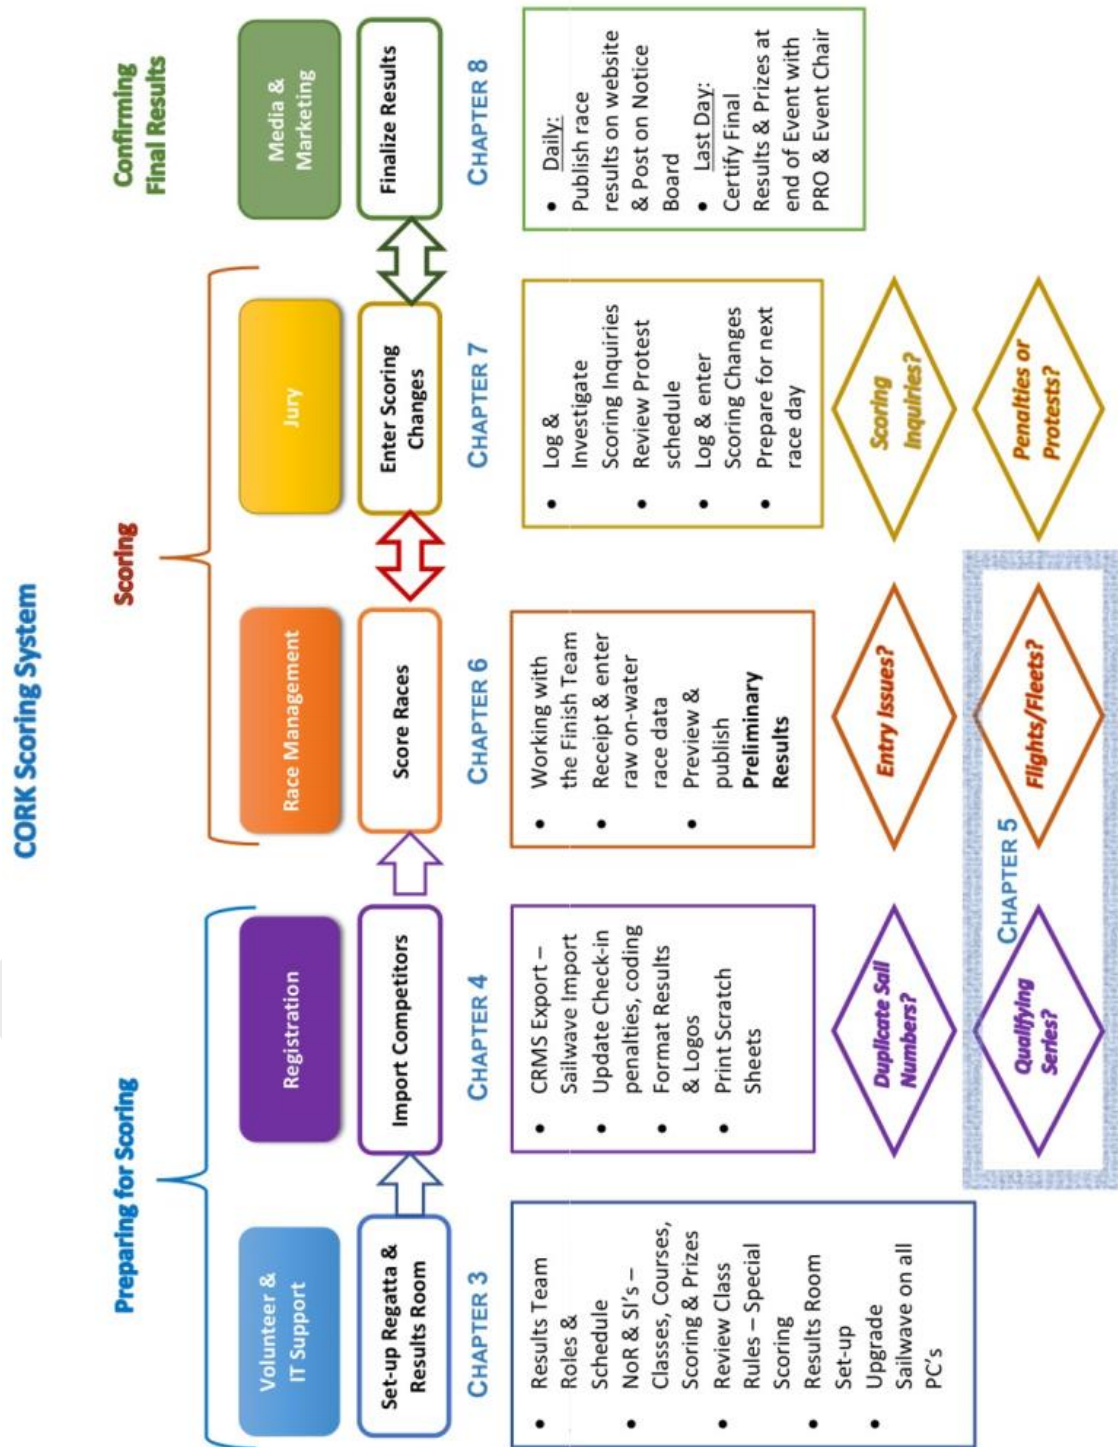 CORK Scoring System
Preparing for Scoring
Scoring
Confirming
Final Results
Volunteer &
IT Support
Registration
Race Management
Jury
Media &
Marketing
Set-up Regatta &
Results Room
Import Competitors
Score Races
Enter Scoring
Changes
Finalize Results
CHAPTER 3
CHAPTER 4
CHAPTER 6
CHAPTER 7
CHAPTER 8
• Results Team
Roles &
Schedule
• NoR & SI's –
Classes, Courses,
Scoring & Prizes
• Review Class
Rules – Special
Scoring
• Results Room
Set-up
• Upgrade
Sailwave on all
PC's
• CRMS Export –
Sailwave Import
• Update Check-in
penalties, coding
• Format Results
& Logos
• Print Scratch
Sheets
• Working with
the Finish Team
• Receipt & enter
raw on-water
race data
• Preview &
publish
Preliminary
Results
• Log &
Investigate
Scoring Inquiries
• Review Protest
schedule
• Log & enter
Scoring Changes
• Prepare for next
race day
• Daily:
Publish race
results on website
& Post on Notice
Board
• Last Day:
Certify Final
Results & Prizes at
end of Event with
PRO & Event Chair
Duplicate Sail
Numbers?
Entry Issues?
Scoring
Inquiries?
CHAPTER 5
Qualifying
Series?
Flights/Fleets?
Penalties or
Protests?